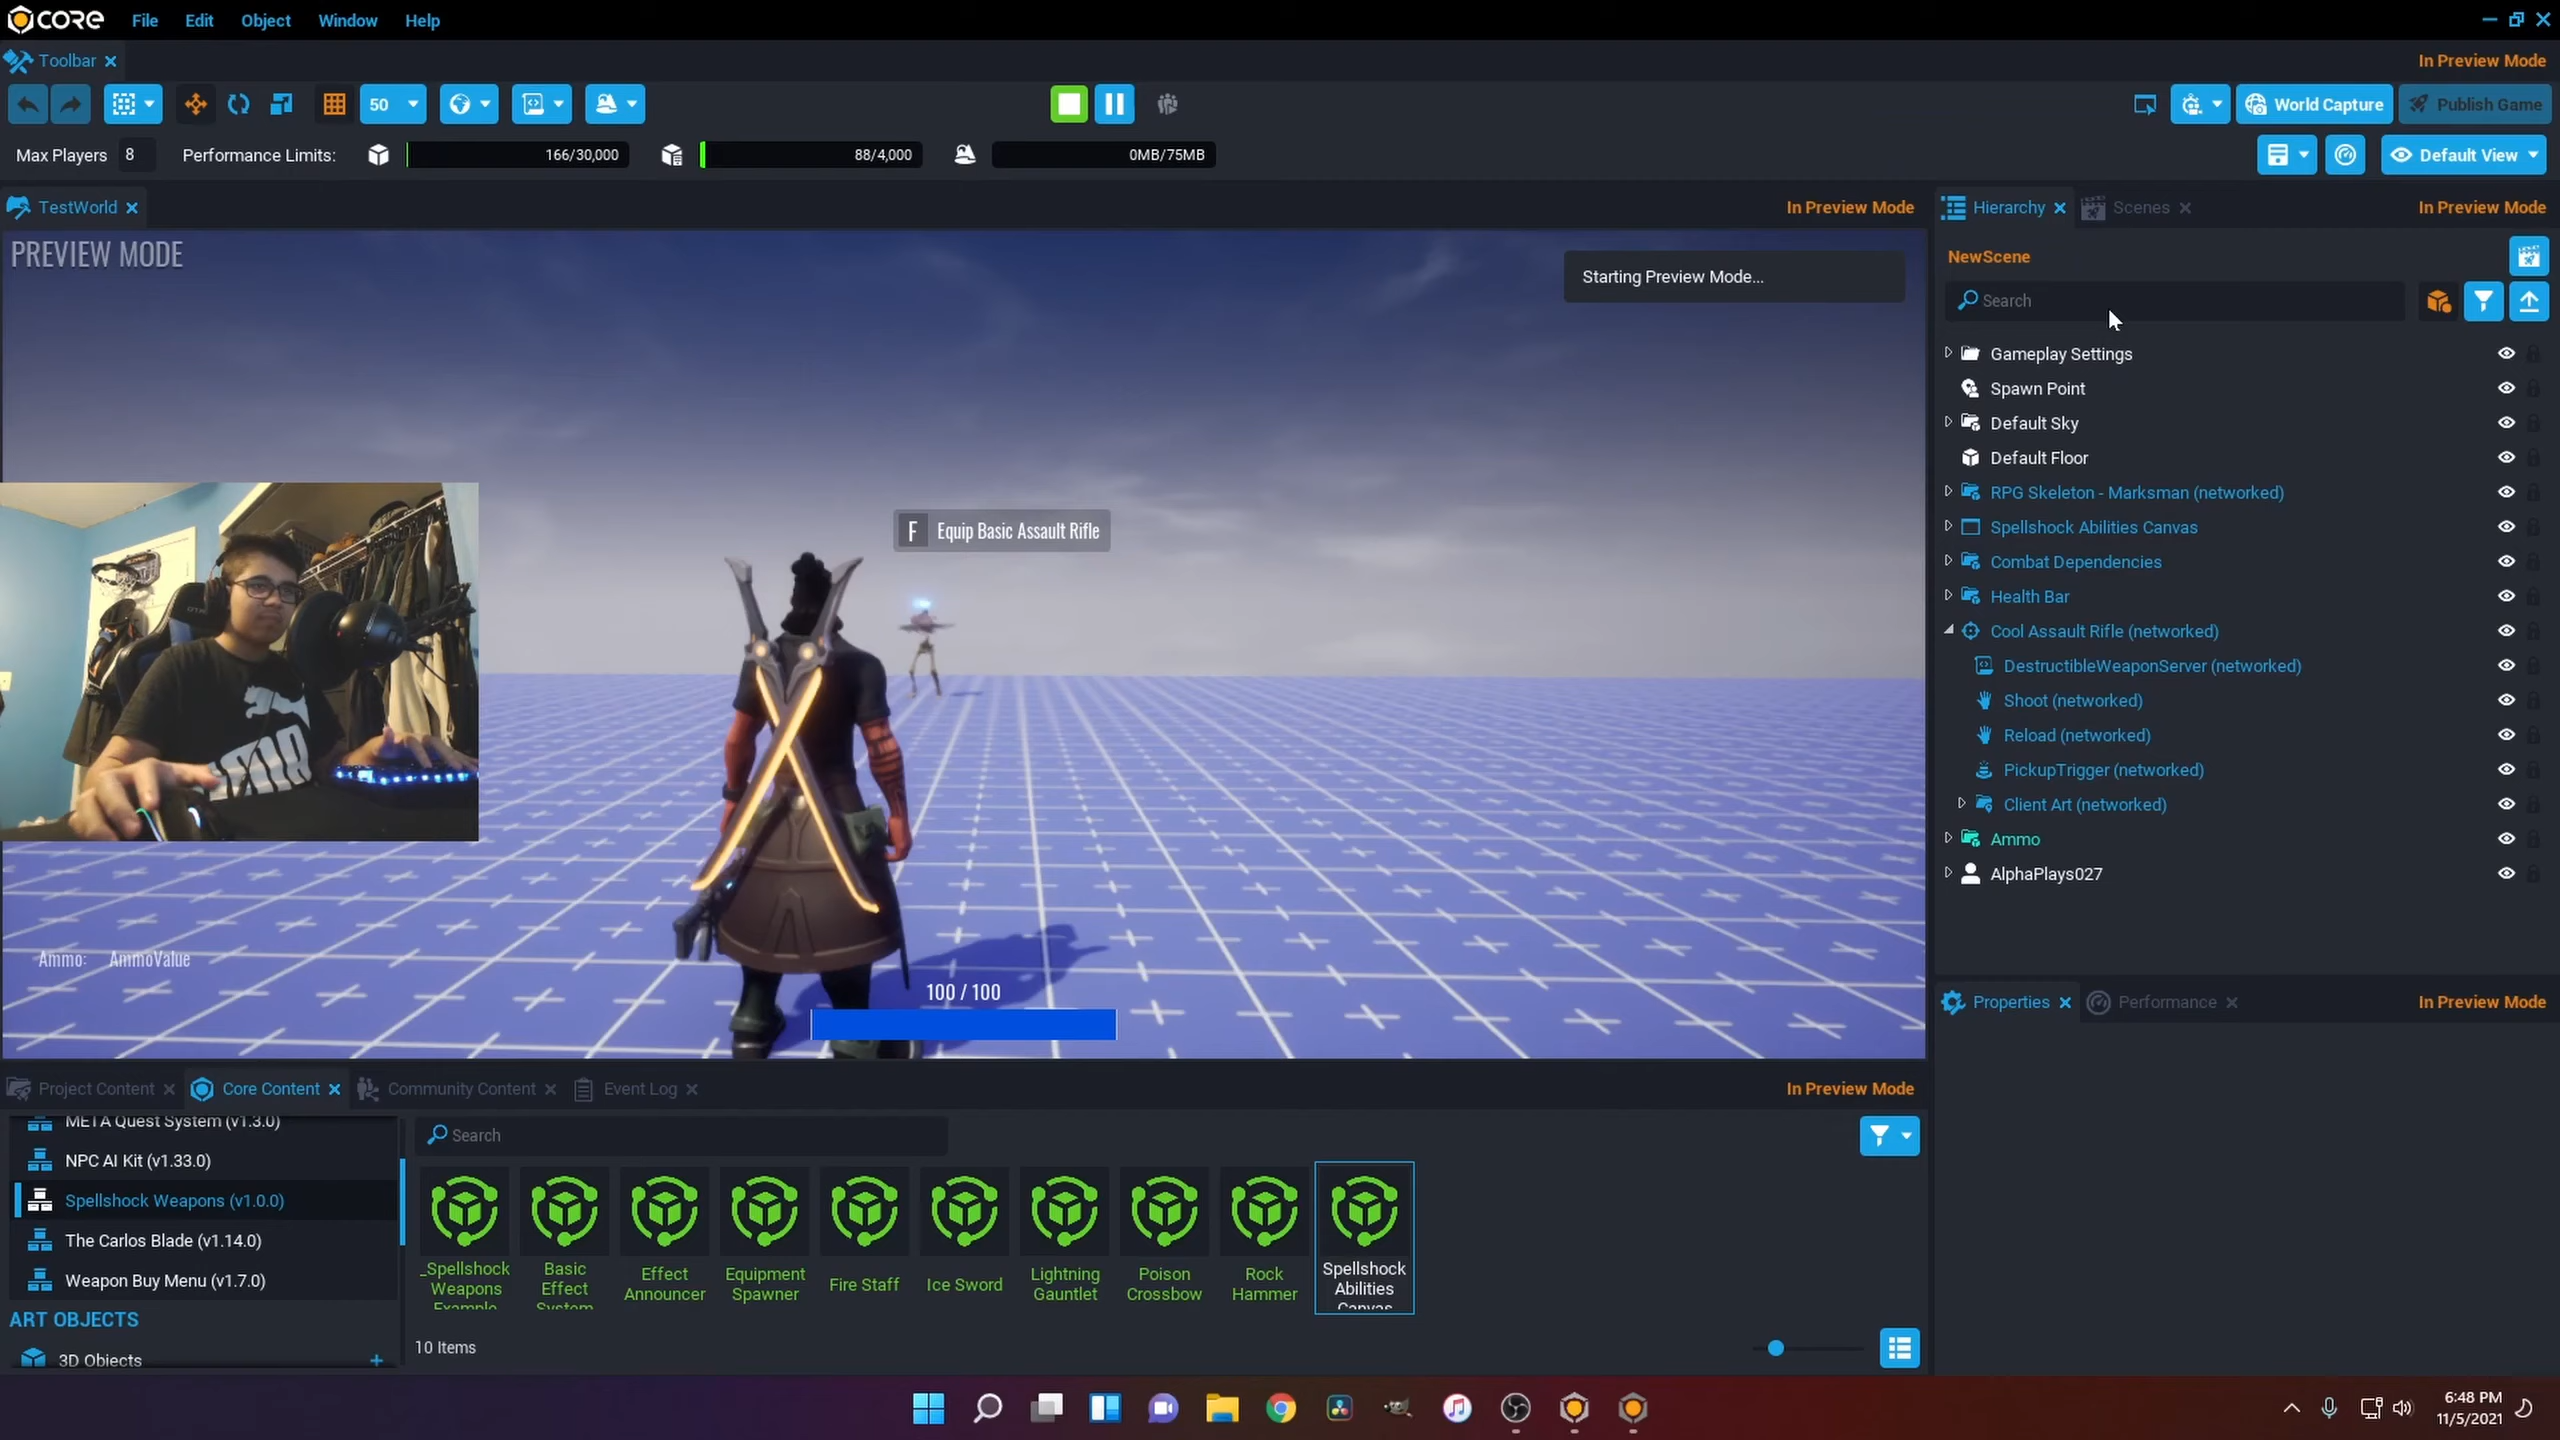 CORE File Edit Object Window Help
Toolbar In Preview Mode
50 World Capture Publish Game
Max Players 8 Performance Limits: 166/30,000 88/4,000 0MB/75MB Default View
TestWorld In Preview Mode
PREVIEW MODE
Starting Preview Mode...
F Equip Basic Assault Rifle
Ammo: AmmoValue
100 / 100
Hierarchy Scenes In Preview Mode
NewScene
Search
Gameplay Settings
Spawn Point
Default Sky
Default Floor
RPG Skeleton - Marksman (networked)
Spellshock Abilities Canvas
Combat Dependencies
Health Bar
Cool Assault Rifle (networked)
DestructibleWeaponServer (networked)
Shoot (networked)
Reload (networked)
PickupTrigger (networked)
Client Art (networked)
Ammo
AlphaPlays027
Properties Performance In Preview Mode
Project Content Core Content Community Content Event Log In Preview Mode
META Quest System (v1.3.0)
NPC AI Kit (v1.33.0)
Spellshock Weapons (v1.0.0)
The Carlos Blade (v1.14.0)
Weapon Buy Menu (v1.7.0)
ART OBJECTS
3D Objects
Search
_Spellshock
Weapons
Example
Basic
Effect
System
Effect
Announcer
Equipment
Spawner
Fire Staff
Ice Sword
Lightning
Gauntlet
Poison
Crossbow
Rock
Hammer
Spellshock
Abilities
Canvas
10 Items
6:48 PM
11/5/2021